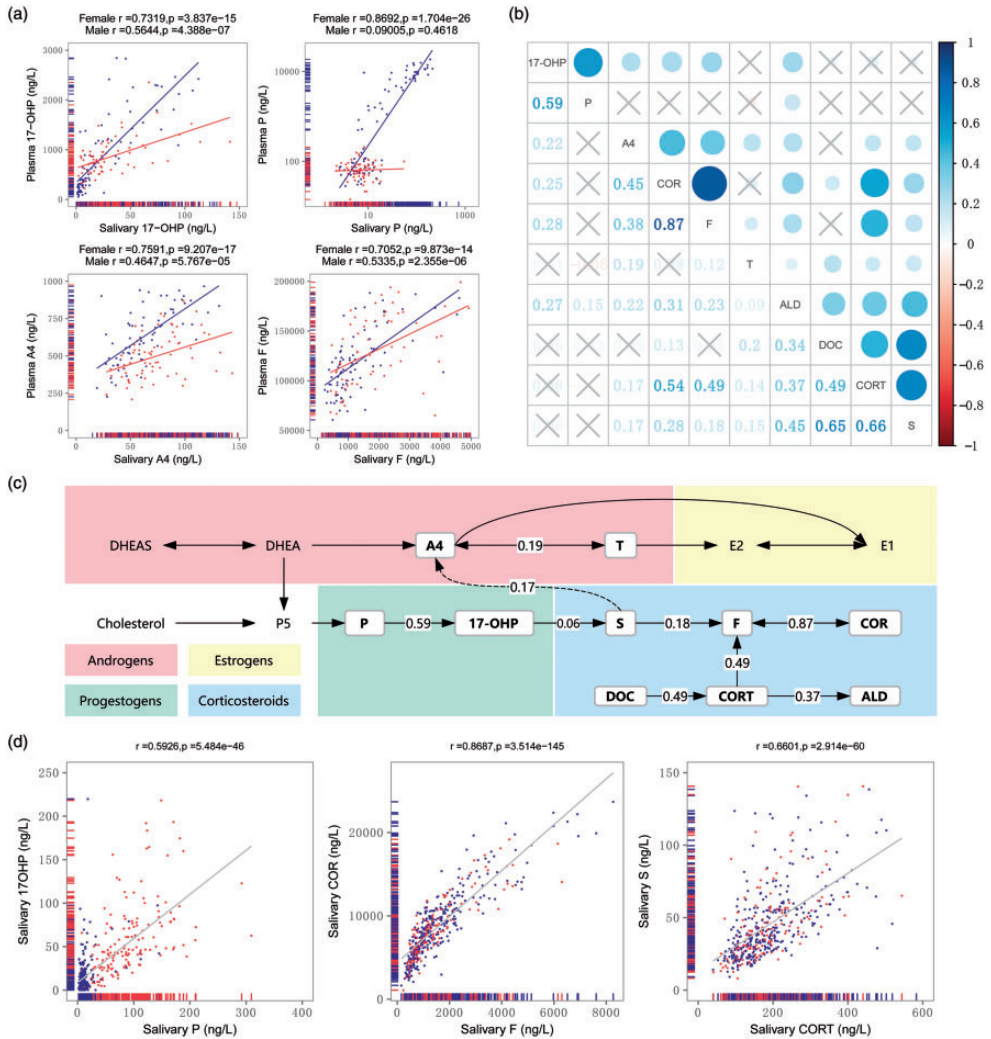 (a)
Female r =0.7319,p =3.837e−15
Male r =0.5644,p =4.388e−07
Plasma 17−OHP (ng/L)
3000
2000
1000
0
0 50 100 150
Salivary 17−OHP (ng/L)
Female r =0.8692,p =1.704e−26
Male r =0.09005,p =0.4618
Plasma P (ng/L)
10000
100
10 1000
Salivary P (ng/L)
Female r =0.7591,p =9.207e−17
Male r =0.4647,p =5.767e−05
Plasma A4 (ng/L)
1000
750
500
250
0
0 50 100 150
Salivary A4 (ng/L)
Female r =0.7052,p =9.873e−14
Male r =0.5335,p =2.355e−06
Plasma F (ng/L)
200000
150000
100000
50000
0 1000 2000 3000 4000 5000
Salivary F (ng/L)
(b)
17−OHP
0.59 P
0.22 A4
0.25 0.45 COR
0.28 0.38 0.87 F
0.19 0.12 T
0.27 0.15 0.22 0.31 0.23 0.09 ALD
0.13 0.2 0.34 DOC
0.17 0.54 0.49 0.14 0.37 0.49 CORT
0.17 0.28 0.18 0.15 0.45 0.65 0.66 S
1
0.8
0.6
0.4
0.2
0
−0.2
−0.4
−0.6
−0.8
−1
(c)
DHEAS DHEA A4 0.19 T E2 E1
0.17
Cholesterol P5 P 0.59 17-OHP 0.06 S 0.18 F 0.87 COR
0.49
DOC 0.49 CORT 0.37 ALD
Androgens Estrogens
Progestogens Corticosteroids
(d)
r =0.5926,p =5.484e−46
Salivary 17OHP (ng/L)
250
200
150
100
50
0
0 100 200 300 400
Salivary P (ng/L)
r =0.8687,p =3.514e−145
Salivary COR (ng/L)
20000
10000
0
0 2000 4000 6000 8000
Salivary F (ng/L)
r =0.6601,p =2.914e−60
Salivary S (ng/L)
150
100
50
0
0 200 400 600
Salivary CORT (ng/L)